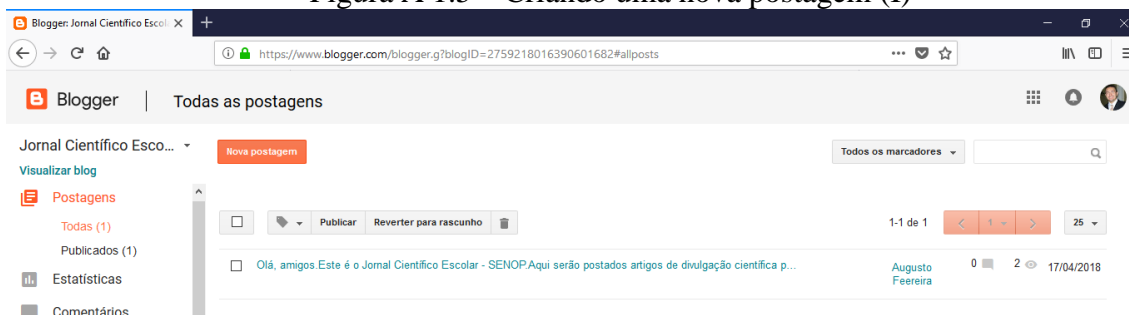 Blogger: Jornal Científico Escol
https://www.blogger.com/blogger.g?blogID=2759218016390601682#allposts
Blogger | Todas as postagens
Jornal Científico Esco...
Visualizar blog
Nova postagem
Todos os marcadores
Postagens
Todas (1)
Publicados (1)
Estatísticas
Comentários
Publicar Reverter para rascunho
1-1 de 1
1
25
Olá, amigos.Este é o Jornal Científico Escolar - SENOP.Aqui serão postados artigos de divulgação científica p...
Augusto
Feereira
0
2
17/04/2018